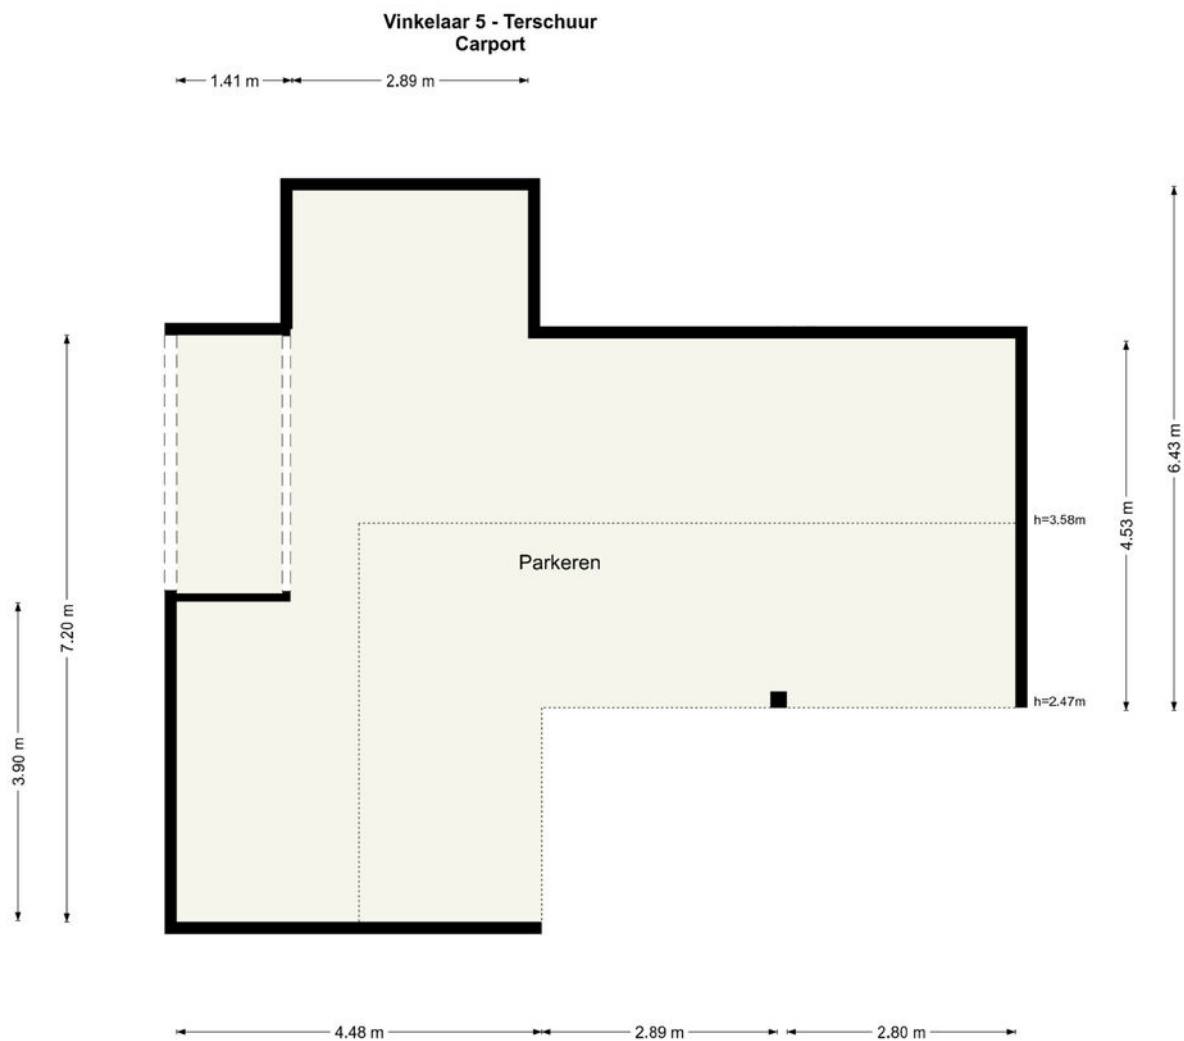 Vinkelaar 5 - Terschuur
Carport
1.41 m
2.89 m
6.43 m
4.53 m
h=3.58m
Parkeren
7.20 m
h=2.47m
3.90 m
4.48 m
2.89 m
2.80 m